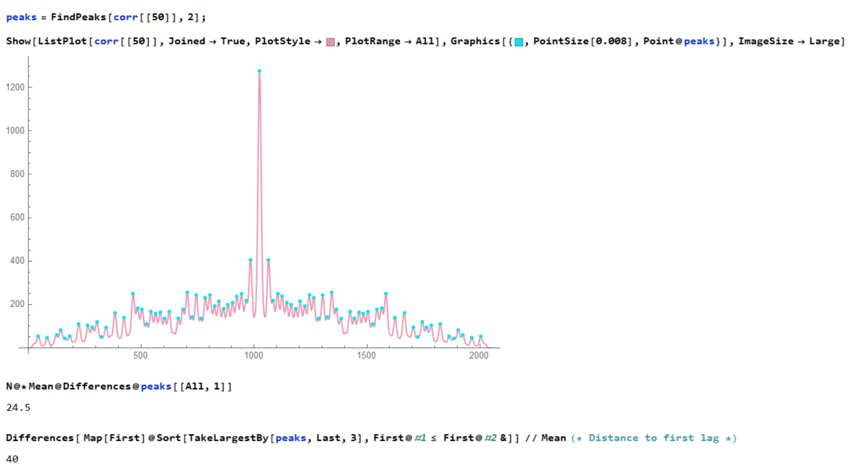 peaks = FindPeaks[corr[[50]], 2];
Show[ListPlot[corr[[50]], Joined → True, PlotStyle → ■, PlotRange → All], Graphics[{■, PointSize[0.008], Point@peaks}], ImageSize → Large]
1200
1000
800
600
400
200
500 1000 1500 2000
N@*Mean@Differences@peaks[[All, 1]]
24.5
Differences[ Map[First]@Sort[TakeLargestBy[peaks, Last, 3], First@#1 ≤ First@#2 &]] // Mean (* Distance to first lag *)
40